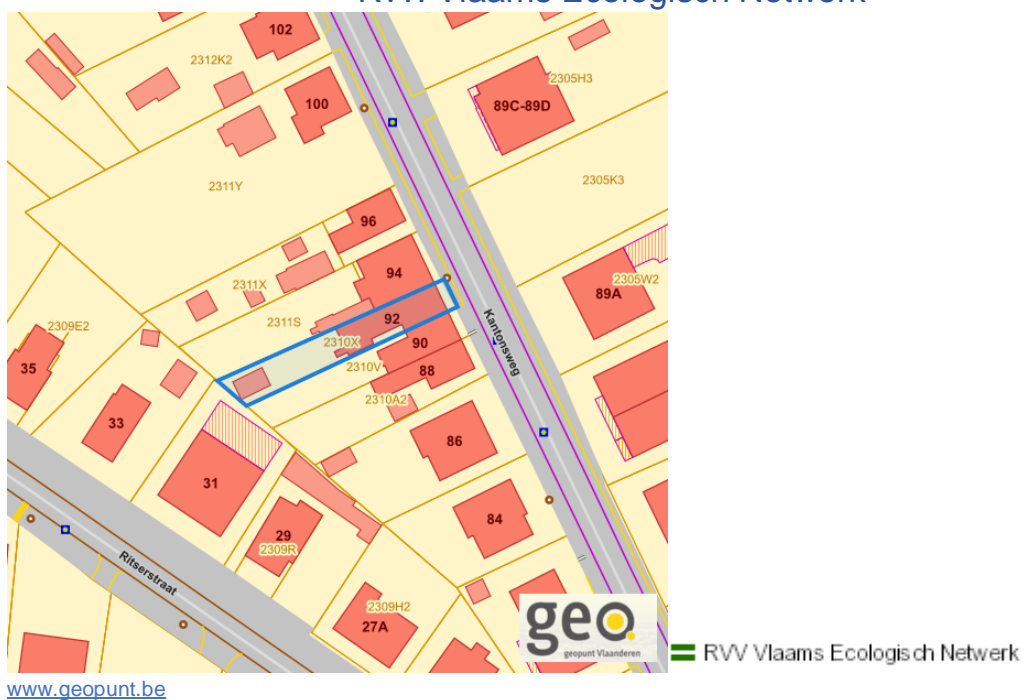 RVV Vlaams Ecologisch Netwerk
102
2312K2
2305H3
100
89C-89D
2311Y
2305K3
96
94
2311X
2305W2
89A
2311S
92
Kantonsweg
2309E2
2310X
90
35
2310V
88
2310A2
33
86
31
84
29
2309R
Ritserstraat
2309H2
27A
geo
geopunt Vlaanderen
RVV Vlaams Ecologisch Netwerk
www.geopunt.be